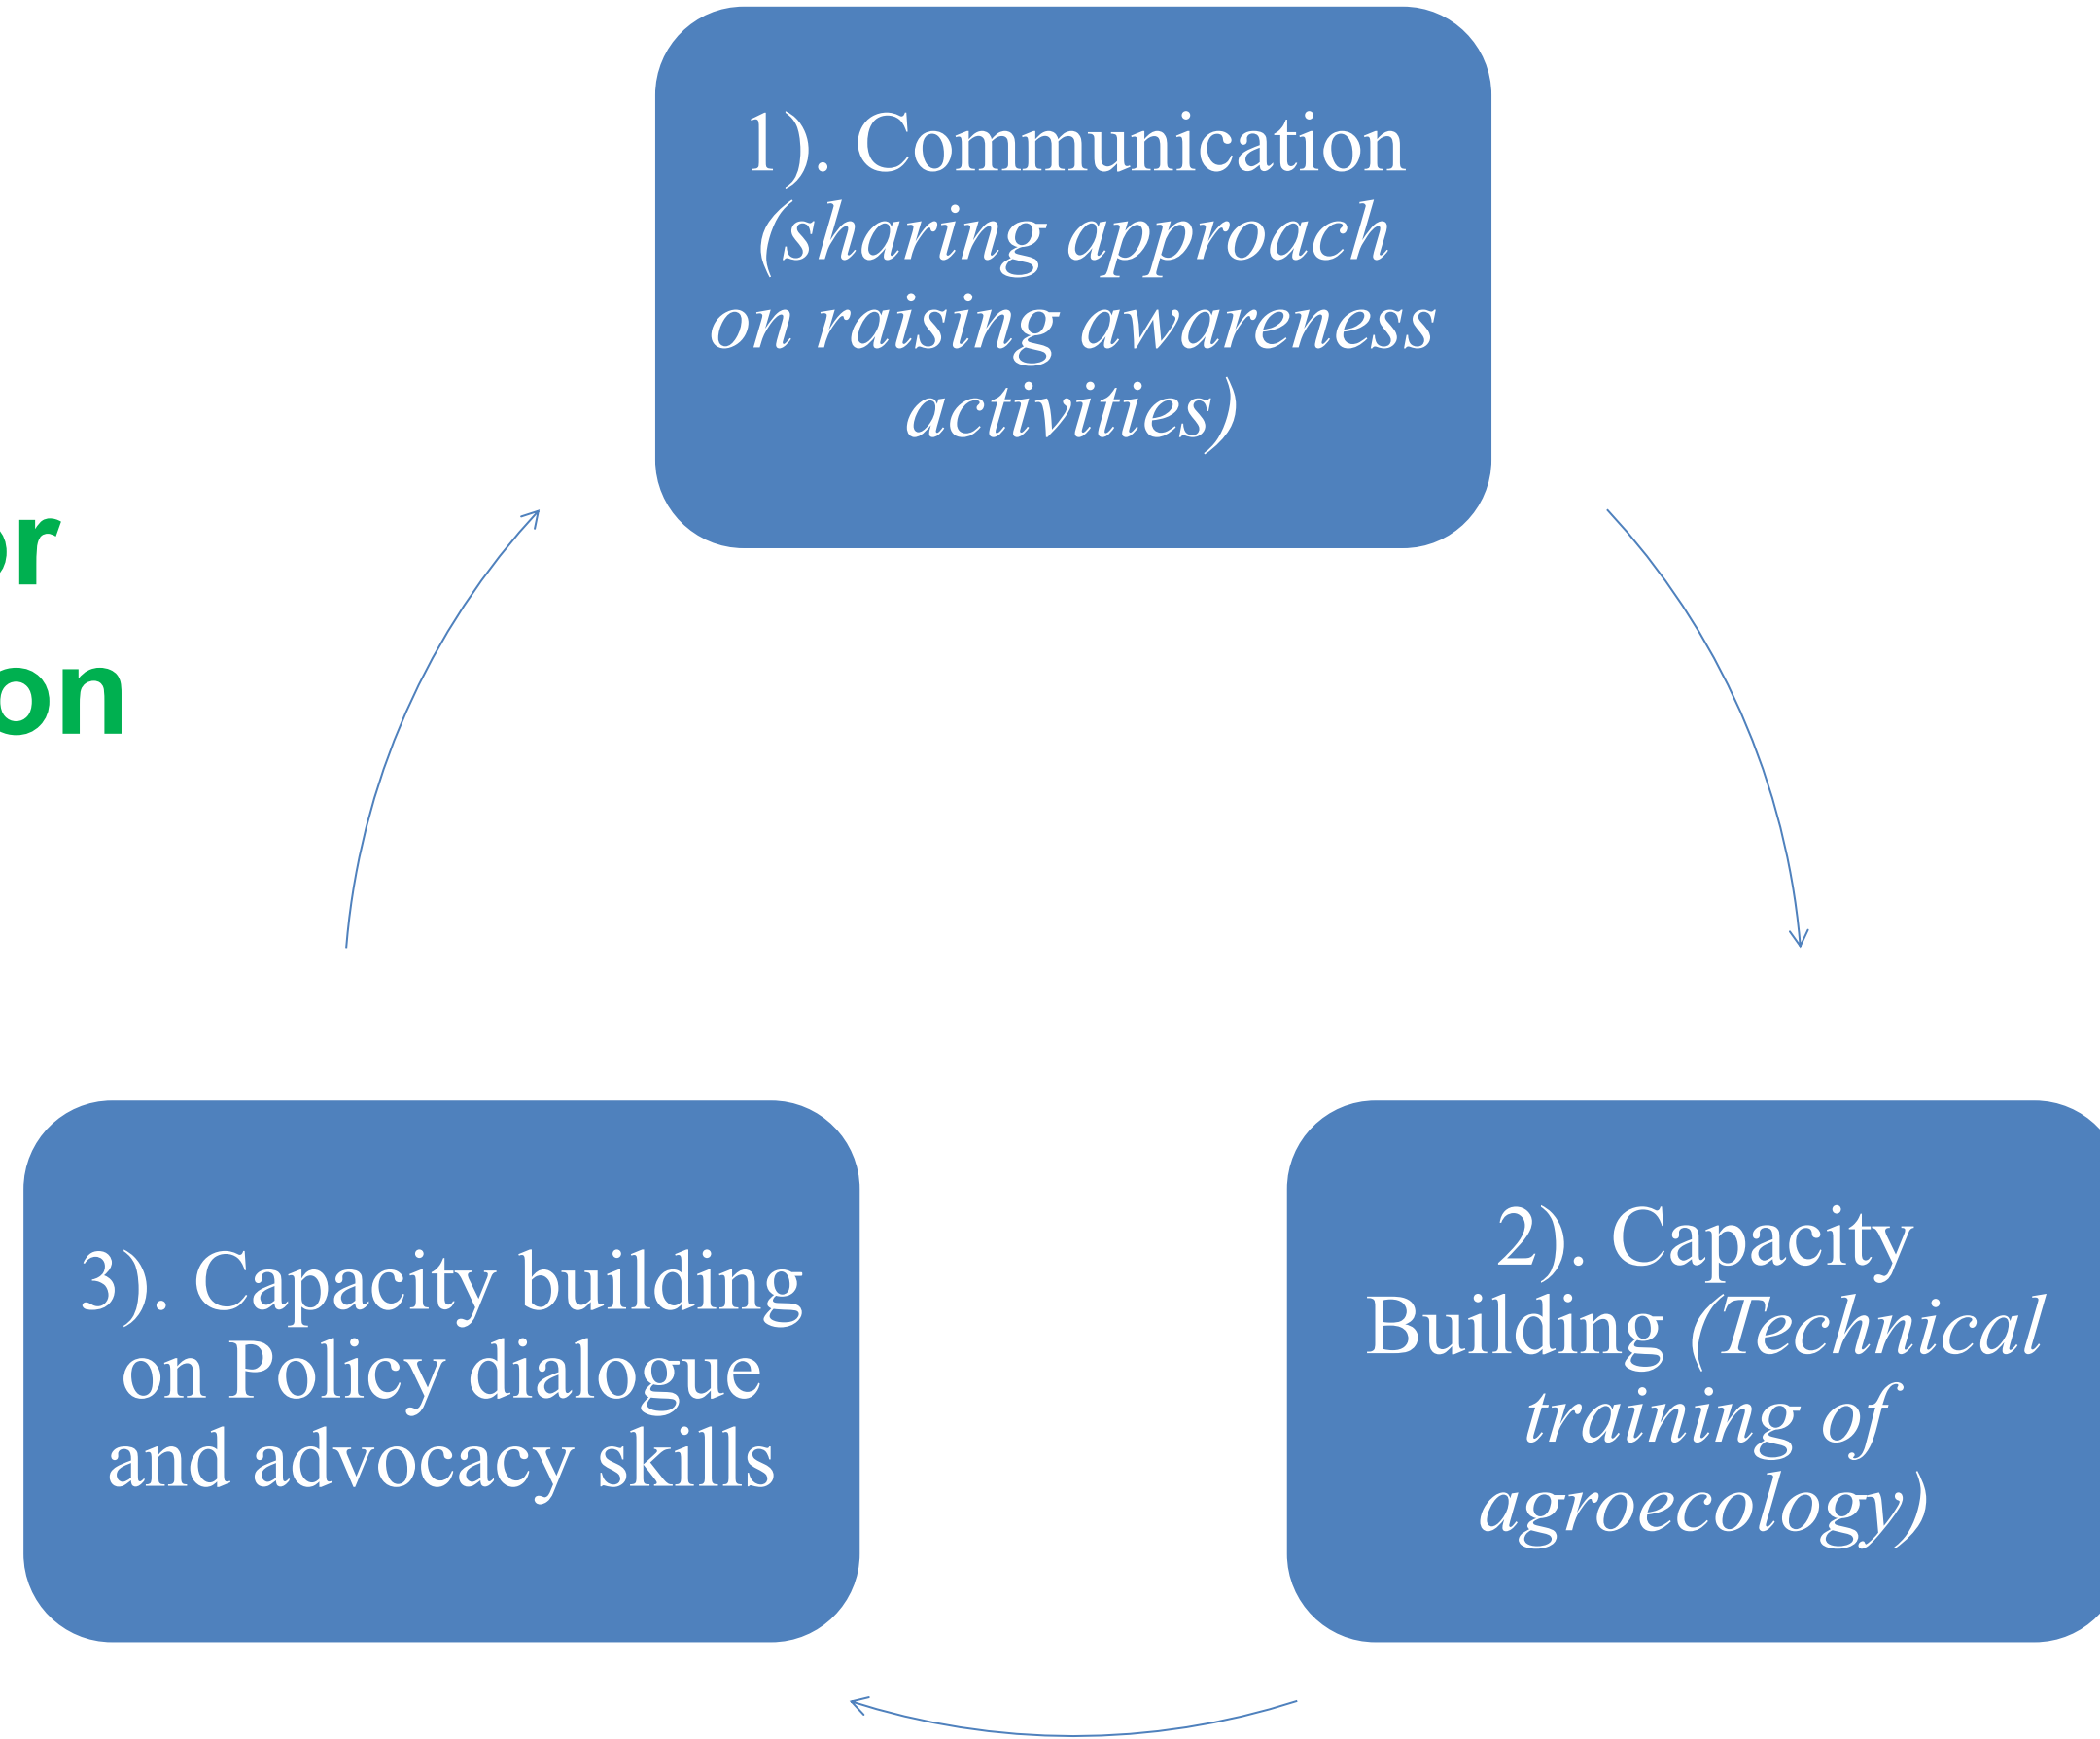 1). Communication
(sharing approach
on raising awareness
activities)
3). Capacity building
on Policy dialogue
and advocacy skills
2). Capacity
Building (Technical
training of
agroecology)